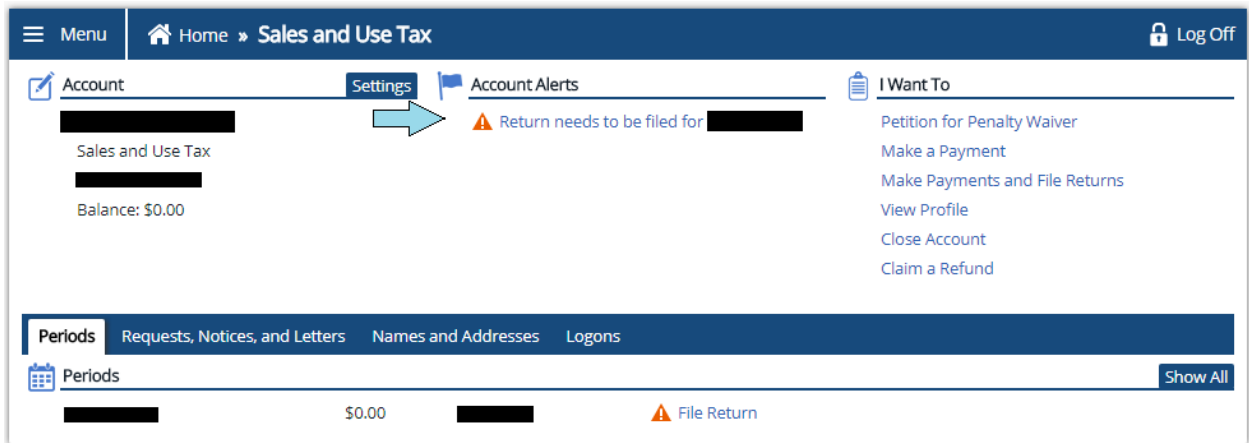 Menu Home » Sales and Use Tax Log Off
Account Settings
Sales and Use Tax
Balance: $0.00
Account Alerts
Return needs to be filed for
I Want To
Petition for Penalty Waiver
Make a Payment
Make Payments and File Returns
View Profile
Close Account
Claim a Refund
Periods Requests, Notices, and Letters Names and Addresses Logons
Periods Show All
$0.00 File Return